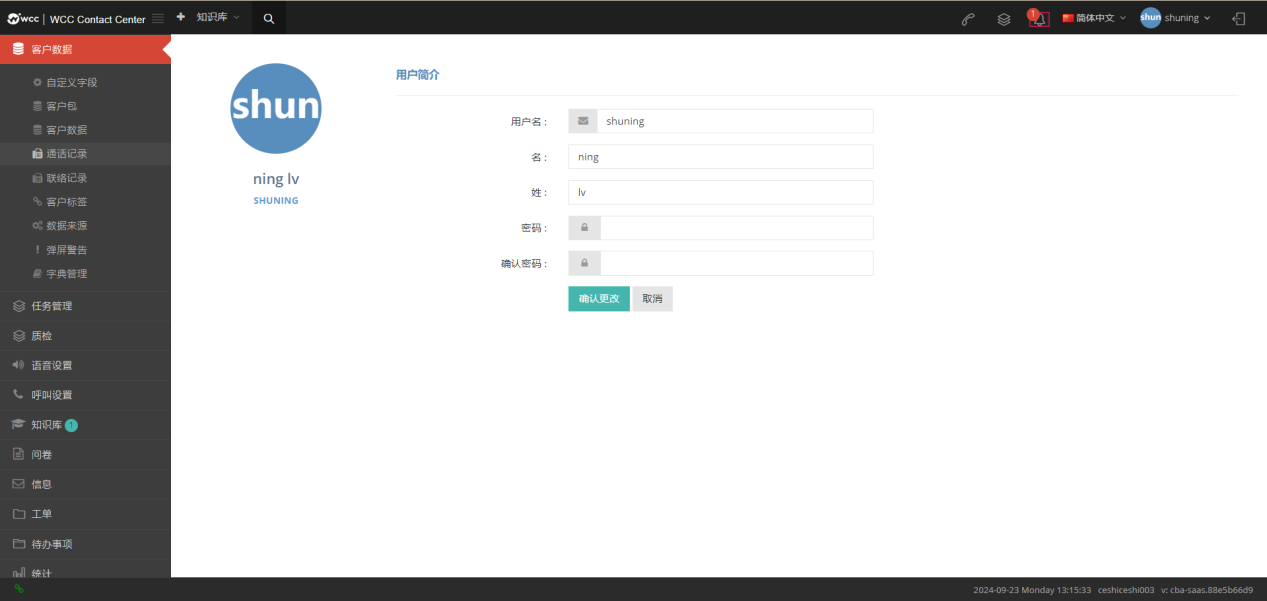 wcc | WCC Contact Center
知识库
1
简体中文
shun shuning
客户数据
自定义字段
客户包
客户数据
通话记录
联络记录
客户标签
数据来源
弹屏警告
字典管理
任务管理
质检
语音设置
呼叫设置
知识库 1
问卷
信息
工单
待办事项
统计
shun
ning lv
SHUNING
用户简介
用户名 : shuning
名 : ning
姓 : lv
密码 :
确认密码 :
确认更改 取消
2024-09-23 Monday 13:15:33 ceshiceshi003 v: cba-saas.88e5b66d9